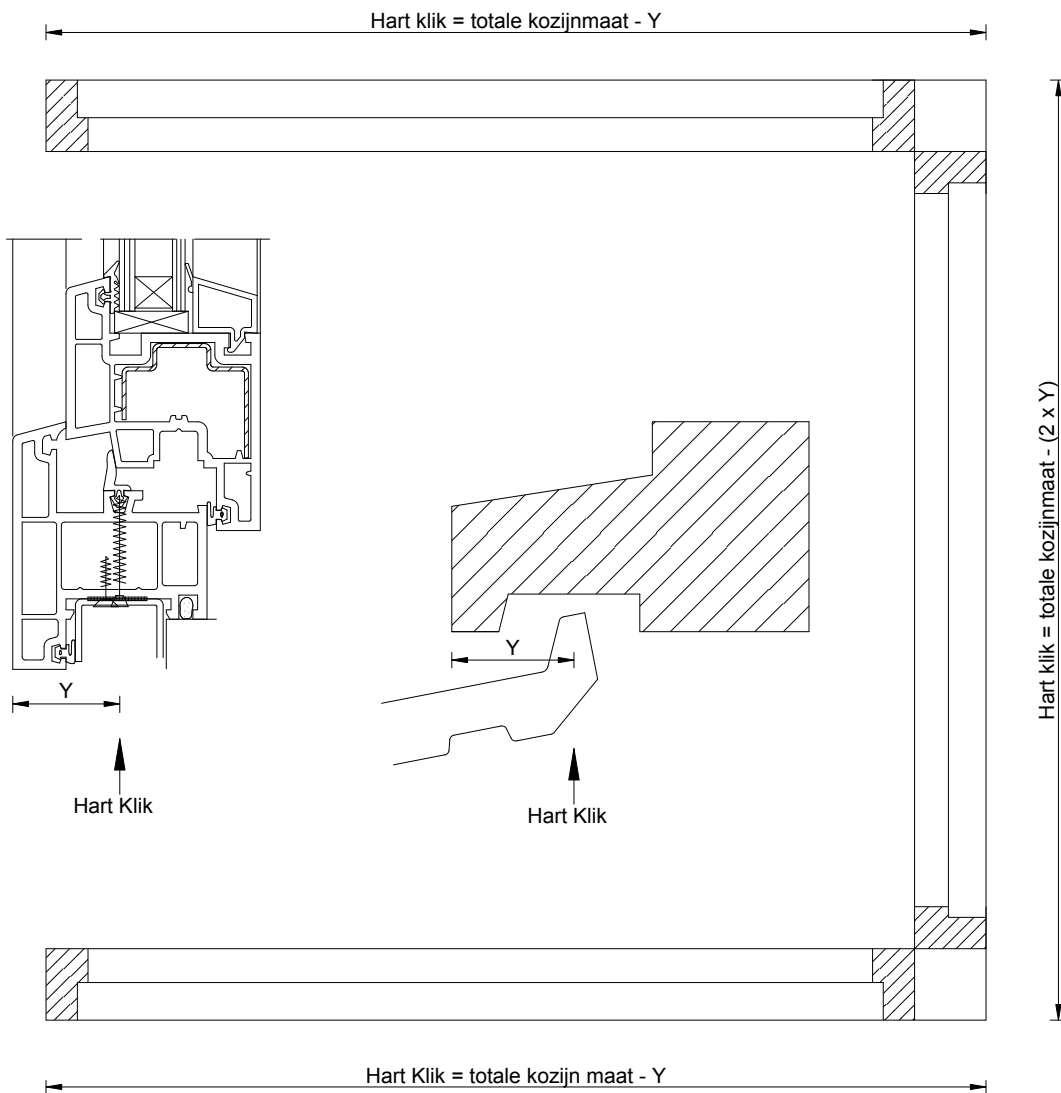 Hart klik = totale kozijnmaat - Y
Hart klik = totale kozijnmaat - (2 x Y)
Y
Y
Hart Klik
Hart Klik
Hart Klik = totale kozijn maat - Y